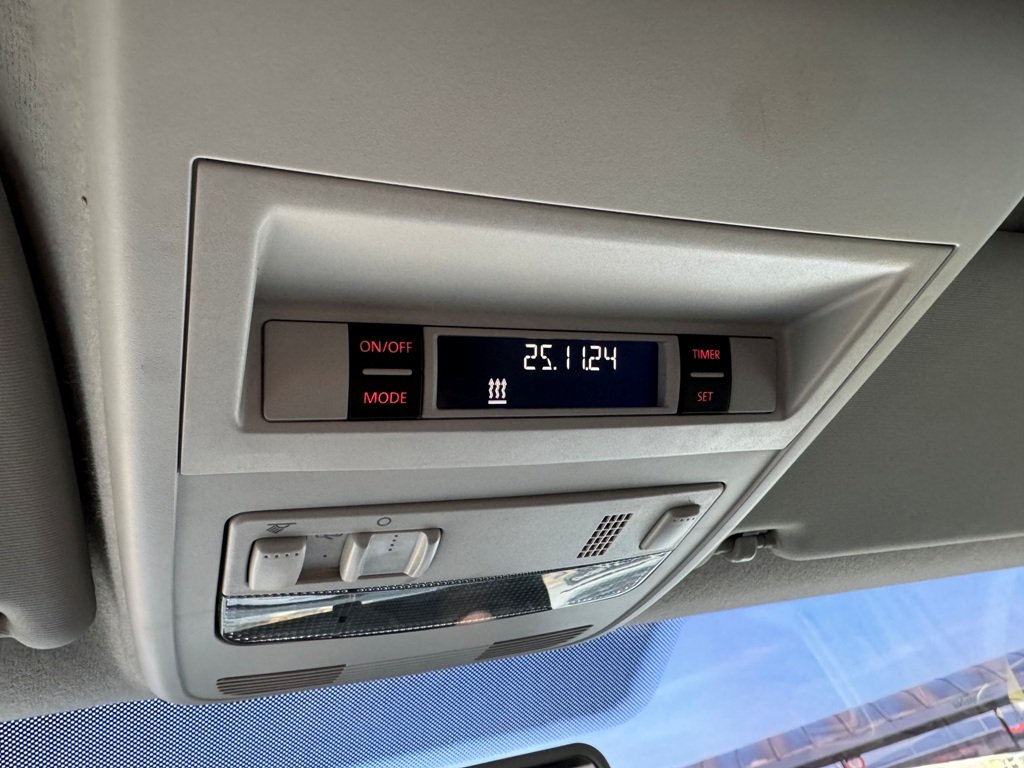 ON/OFF
MODE
25.11.24
TIMER
SET